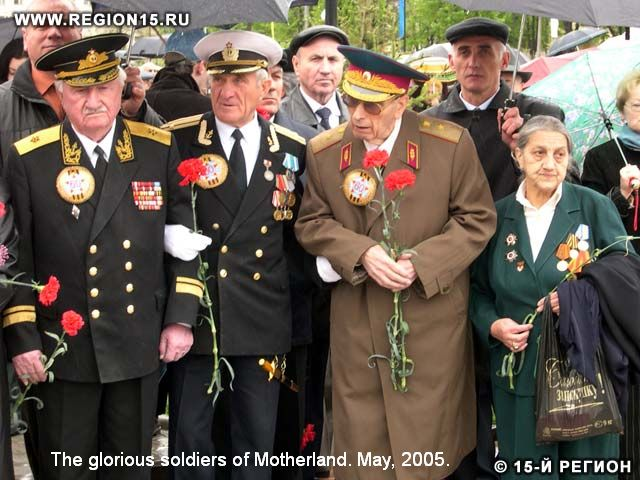 WWW.REGION15.RU
The glorious soldiers of Motherland. May, 2005.
© 15-Й РЕГИОН